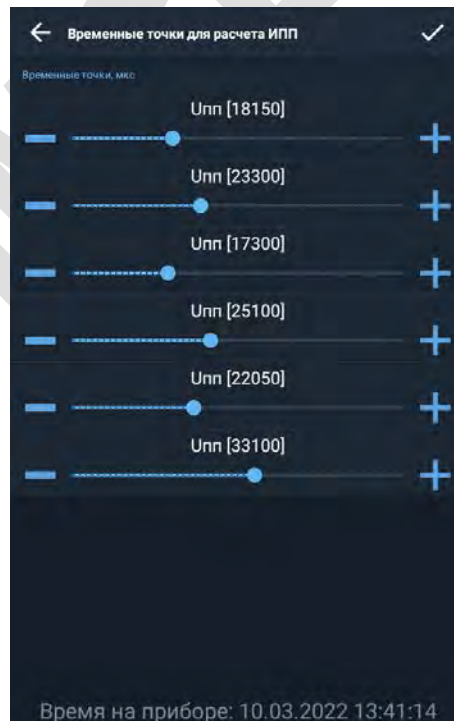 Временные точки для расчета ИПП
Временные точки, мкс
Uпп [18150]
Uпп [23300]
Uпп [17300]
Uпп [25100]
Uпп [22050]
Uпп [33100]
Время на приборе: 10.03.2022 13:41:14